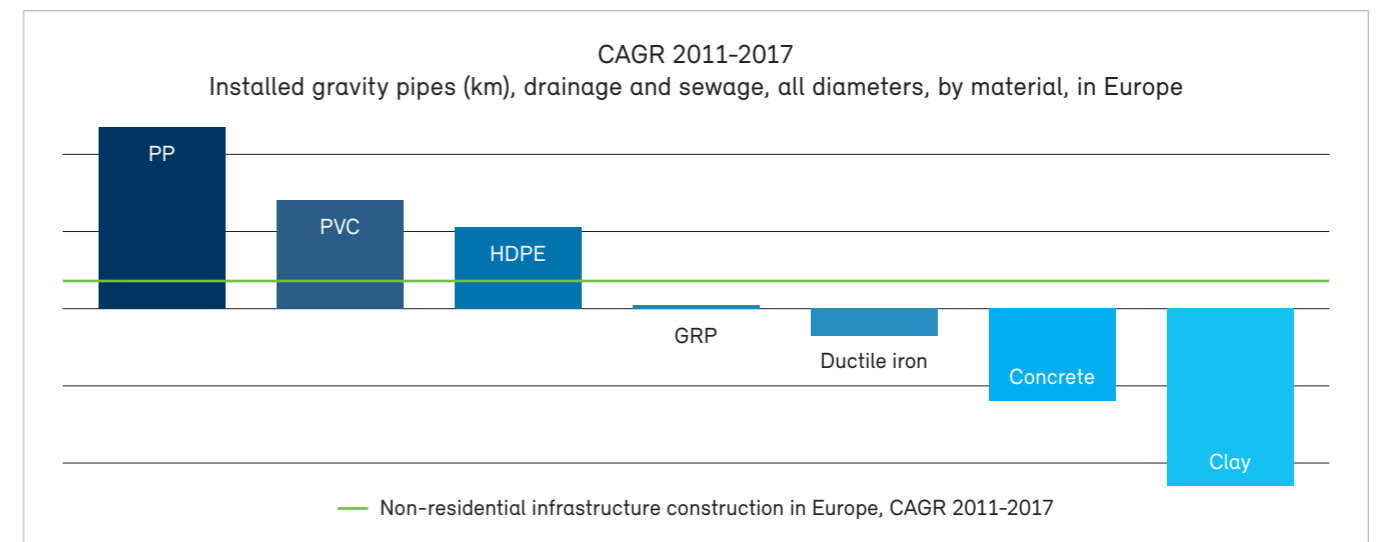 CAGR 2011-2017
Installed gravity pipes (km), drainage and sewage, all diameters, by material, in Europe
PP
PVC
HDPE
GRP
Ductile iron
Concrete
Clay
Non-residential infrastructure construction in Europe, CAGR 2011-2017